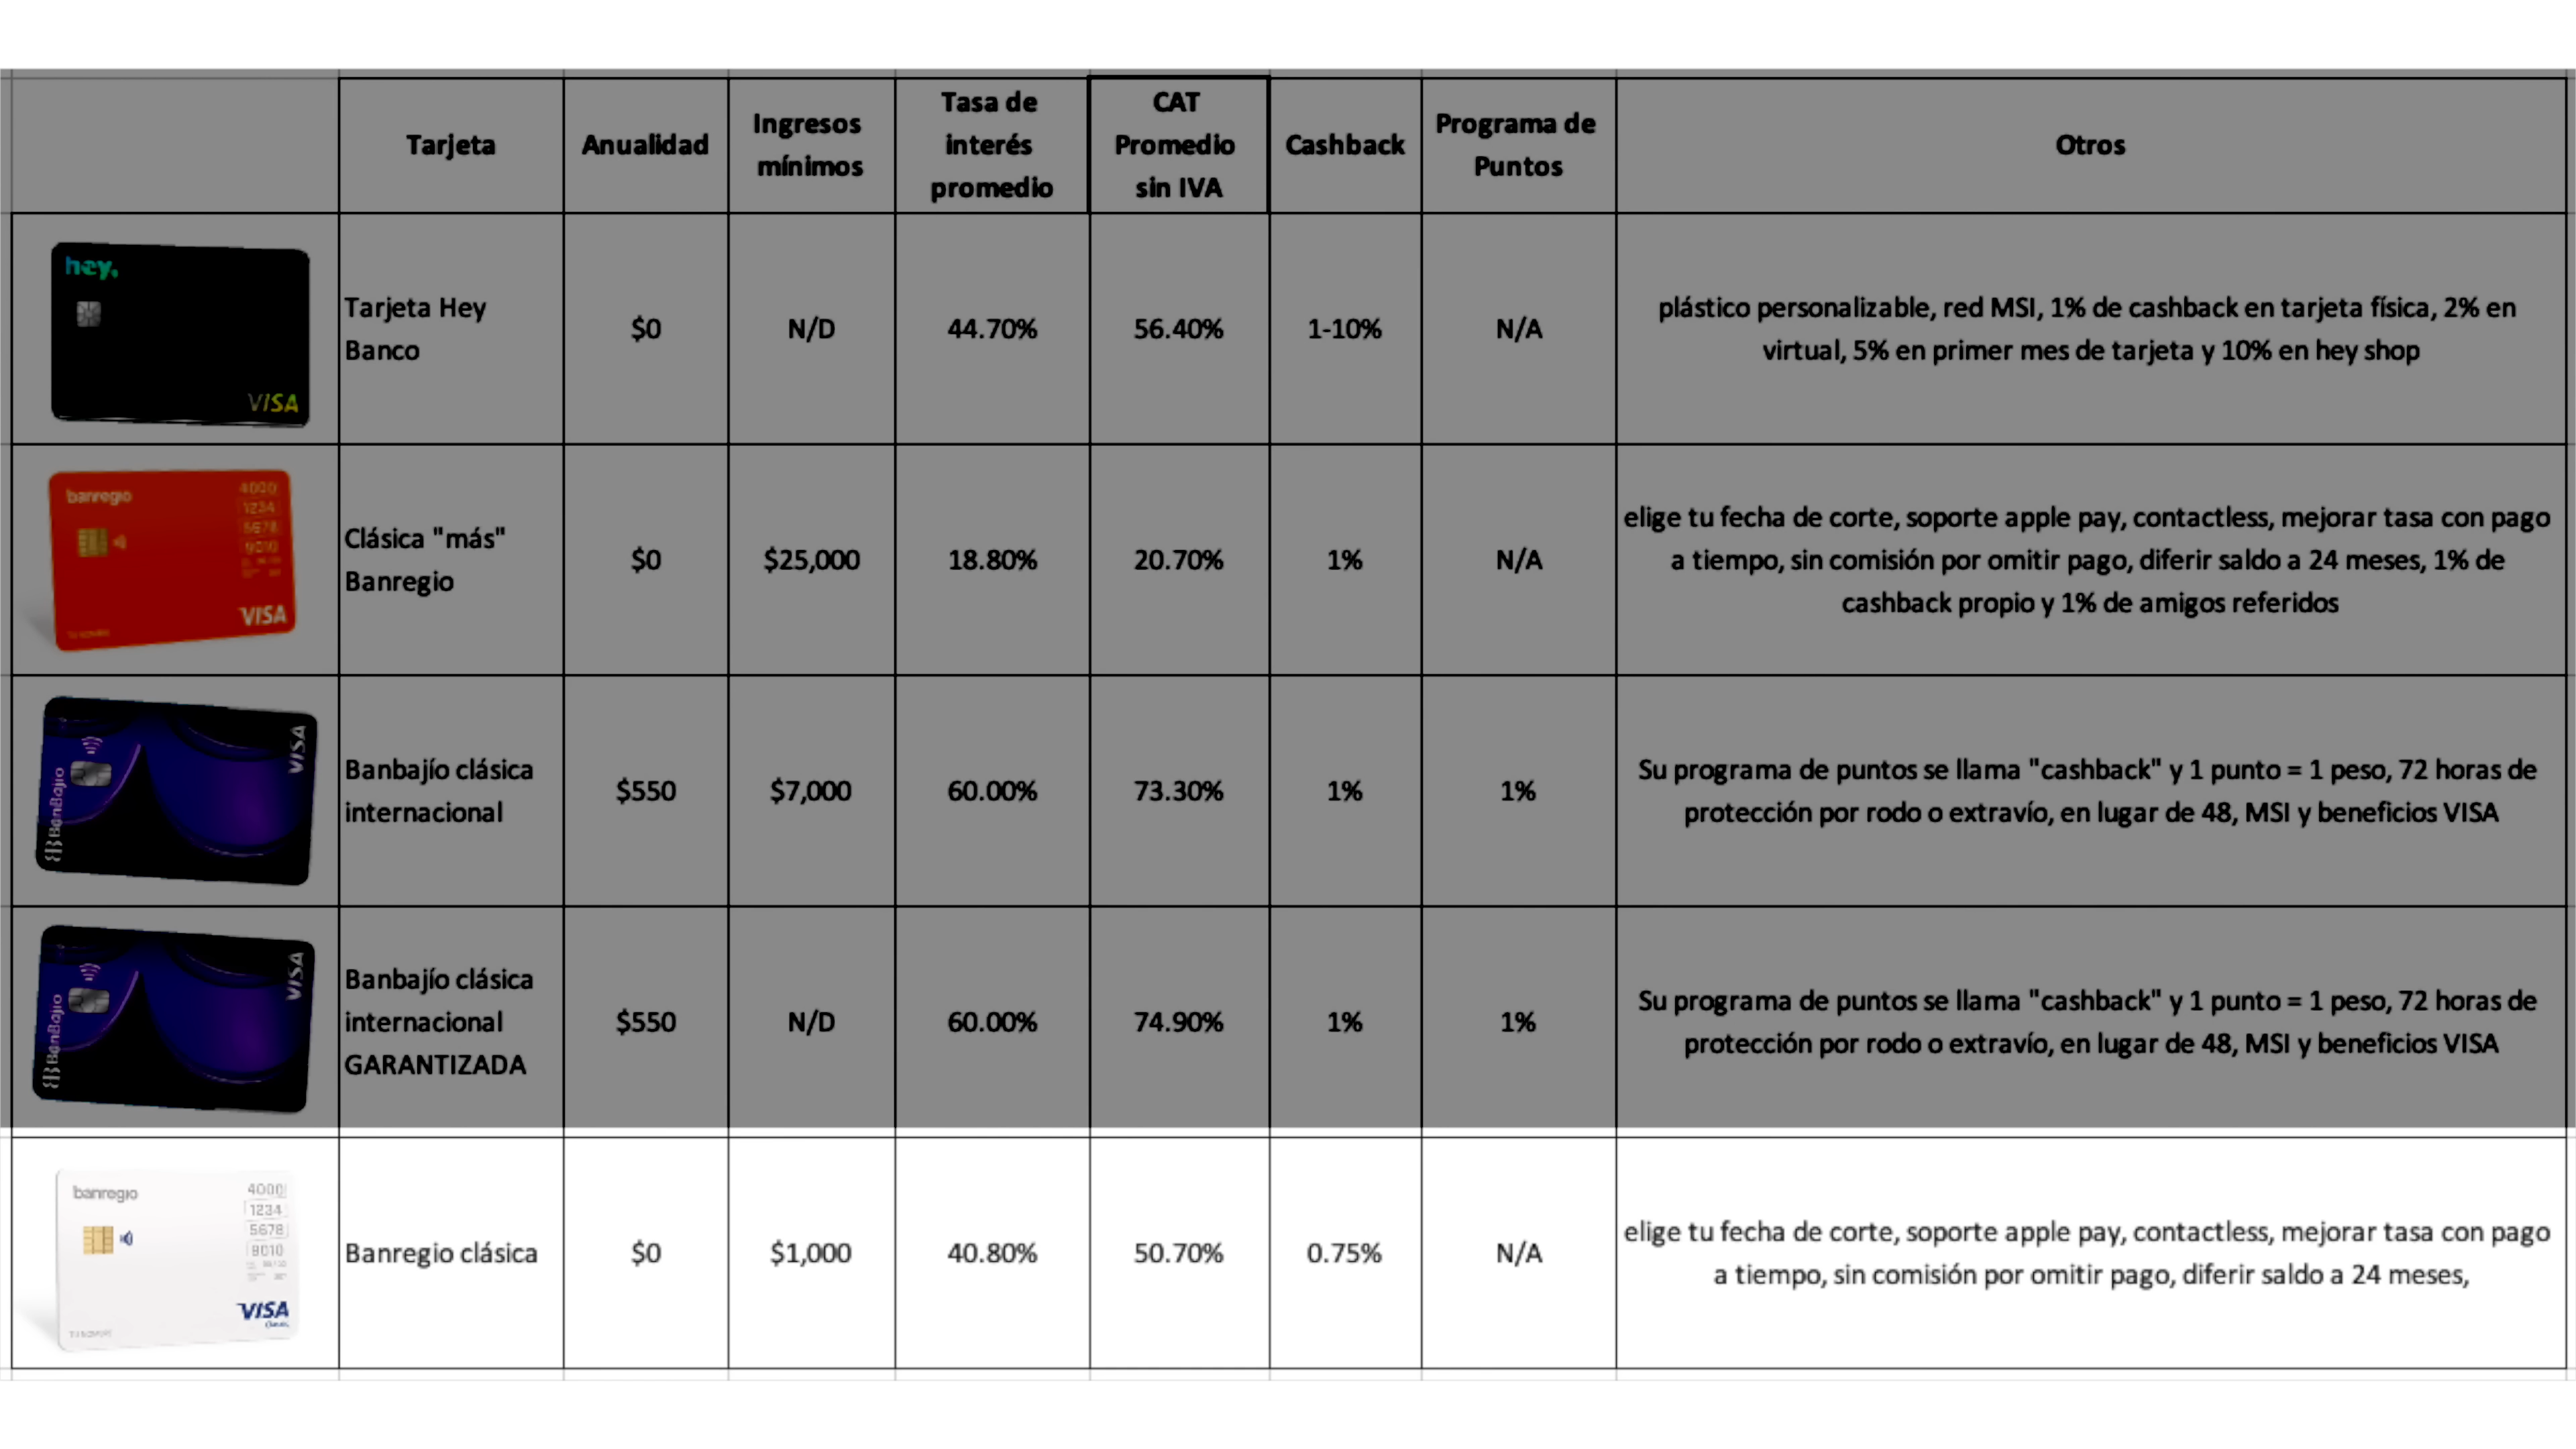 Tarjeta
Anualidad
Ingresos
mínimos
Tasa de
interés
promedio
CAT
Promedio
sin IVA
Cashback
Programa de
Puntos
Otros
hey,
VISA
Tarjeta Hey
Banco
$0
N/D
44.70%
56.40%
1-10%
N/A
plástico personalizable, red MSI, 1% de cashback en tarjeta física, 2% en
virtual, 5% en primer mes de tarjeta y 10% en hey shop
banregio
4000
1234
5678
9010
VISA
Clásica "más"
Banregio
$0
$25,000
18.80%
20.70%
1%
N/A
elige tu fecha de corte, soporte apple pay, contactless, mejorar tasa con pago
a tiempo, sin comisión por omitir pago, diferir saldo a 24 meses, 1% de
cashback propio y 1% de amigos referidos
BanBajío
VISA
Banbajío clásica
internacional
$550
$7,000
60.00%
73.30%
1%
1%
Su programa de puntos se llama "cashback" y 1 punto = 1 peso, 72 horas de
protección por rodo o extravío, en lugar de 48, MSI y beneficios VISA
BanBajío
VISA
Banbajío clásica
internacional
GARANTIZADA
$550
N/D
60.00%
74.90%
1%
1%
Su programa de puntos se llama "cashback" y 1 punto = 1 peso, 72 horas de
protección por rodo o extravío, en lugar de 48, MSI y beneficios VISA
banregio
4000
1234
5678
9010
VISA
Banregio clásica
$0
$1,000
40.80%
50.70%
0.75%
N/A
elige tu fecha de corte, soporte apple pay, contactless, mejorar tasa con pago
a tiempo, sin comisión por omitir pago, diferir saldo a 24 meses,